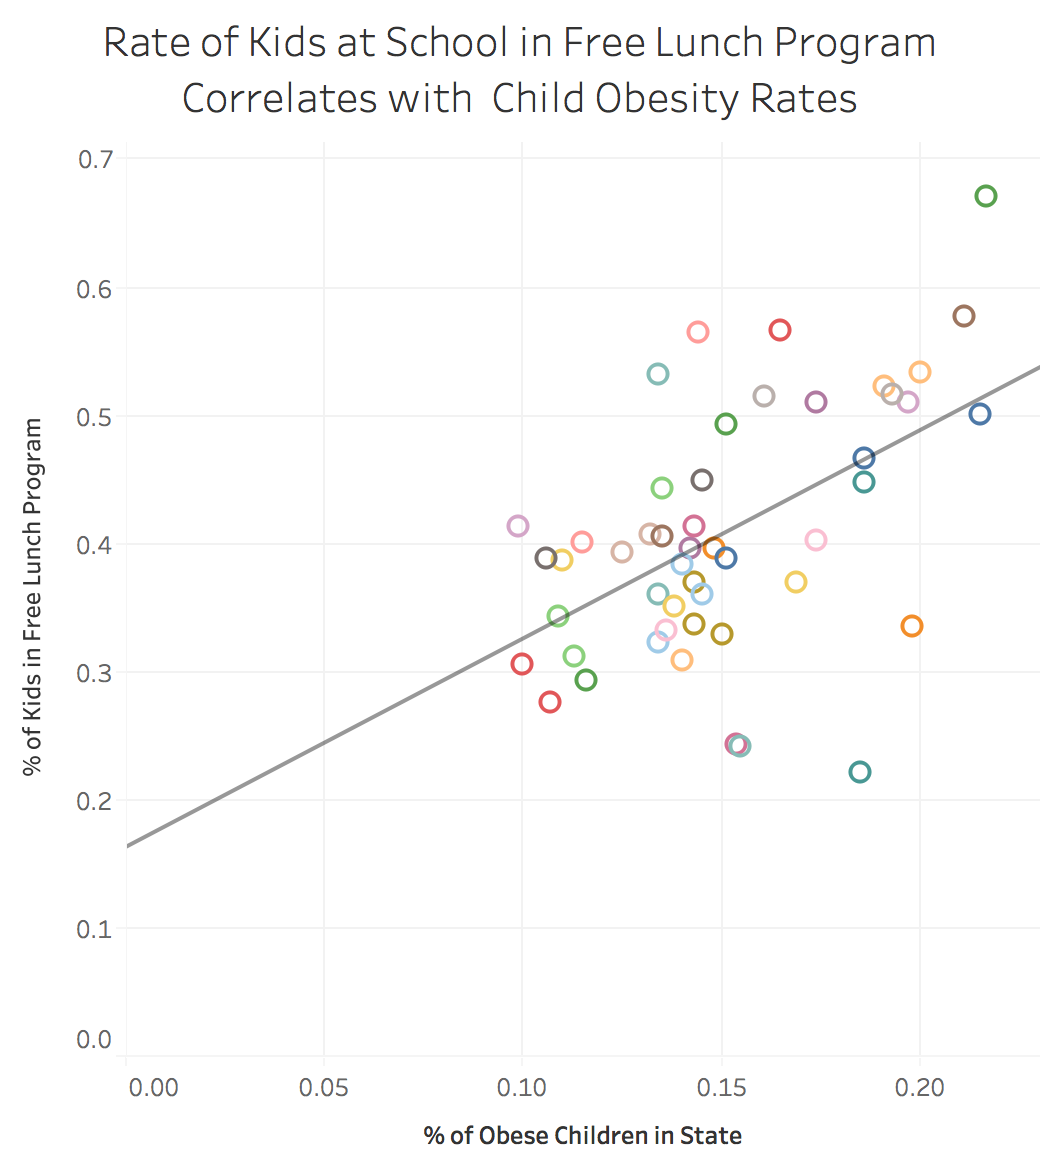 Rate of Kids at School in Free Lunch Program
Correlates with Child Obesity Rates
% of Kids in Free Lunch Program
0.7
0.6
0.5
0.4
0.3
0.2
0.1
0.0
0.00 0.05 0.10 0.15 0.20
% of Obese Children in State